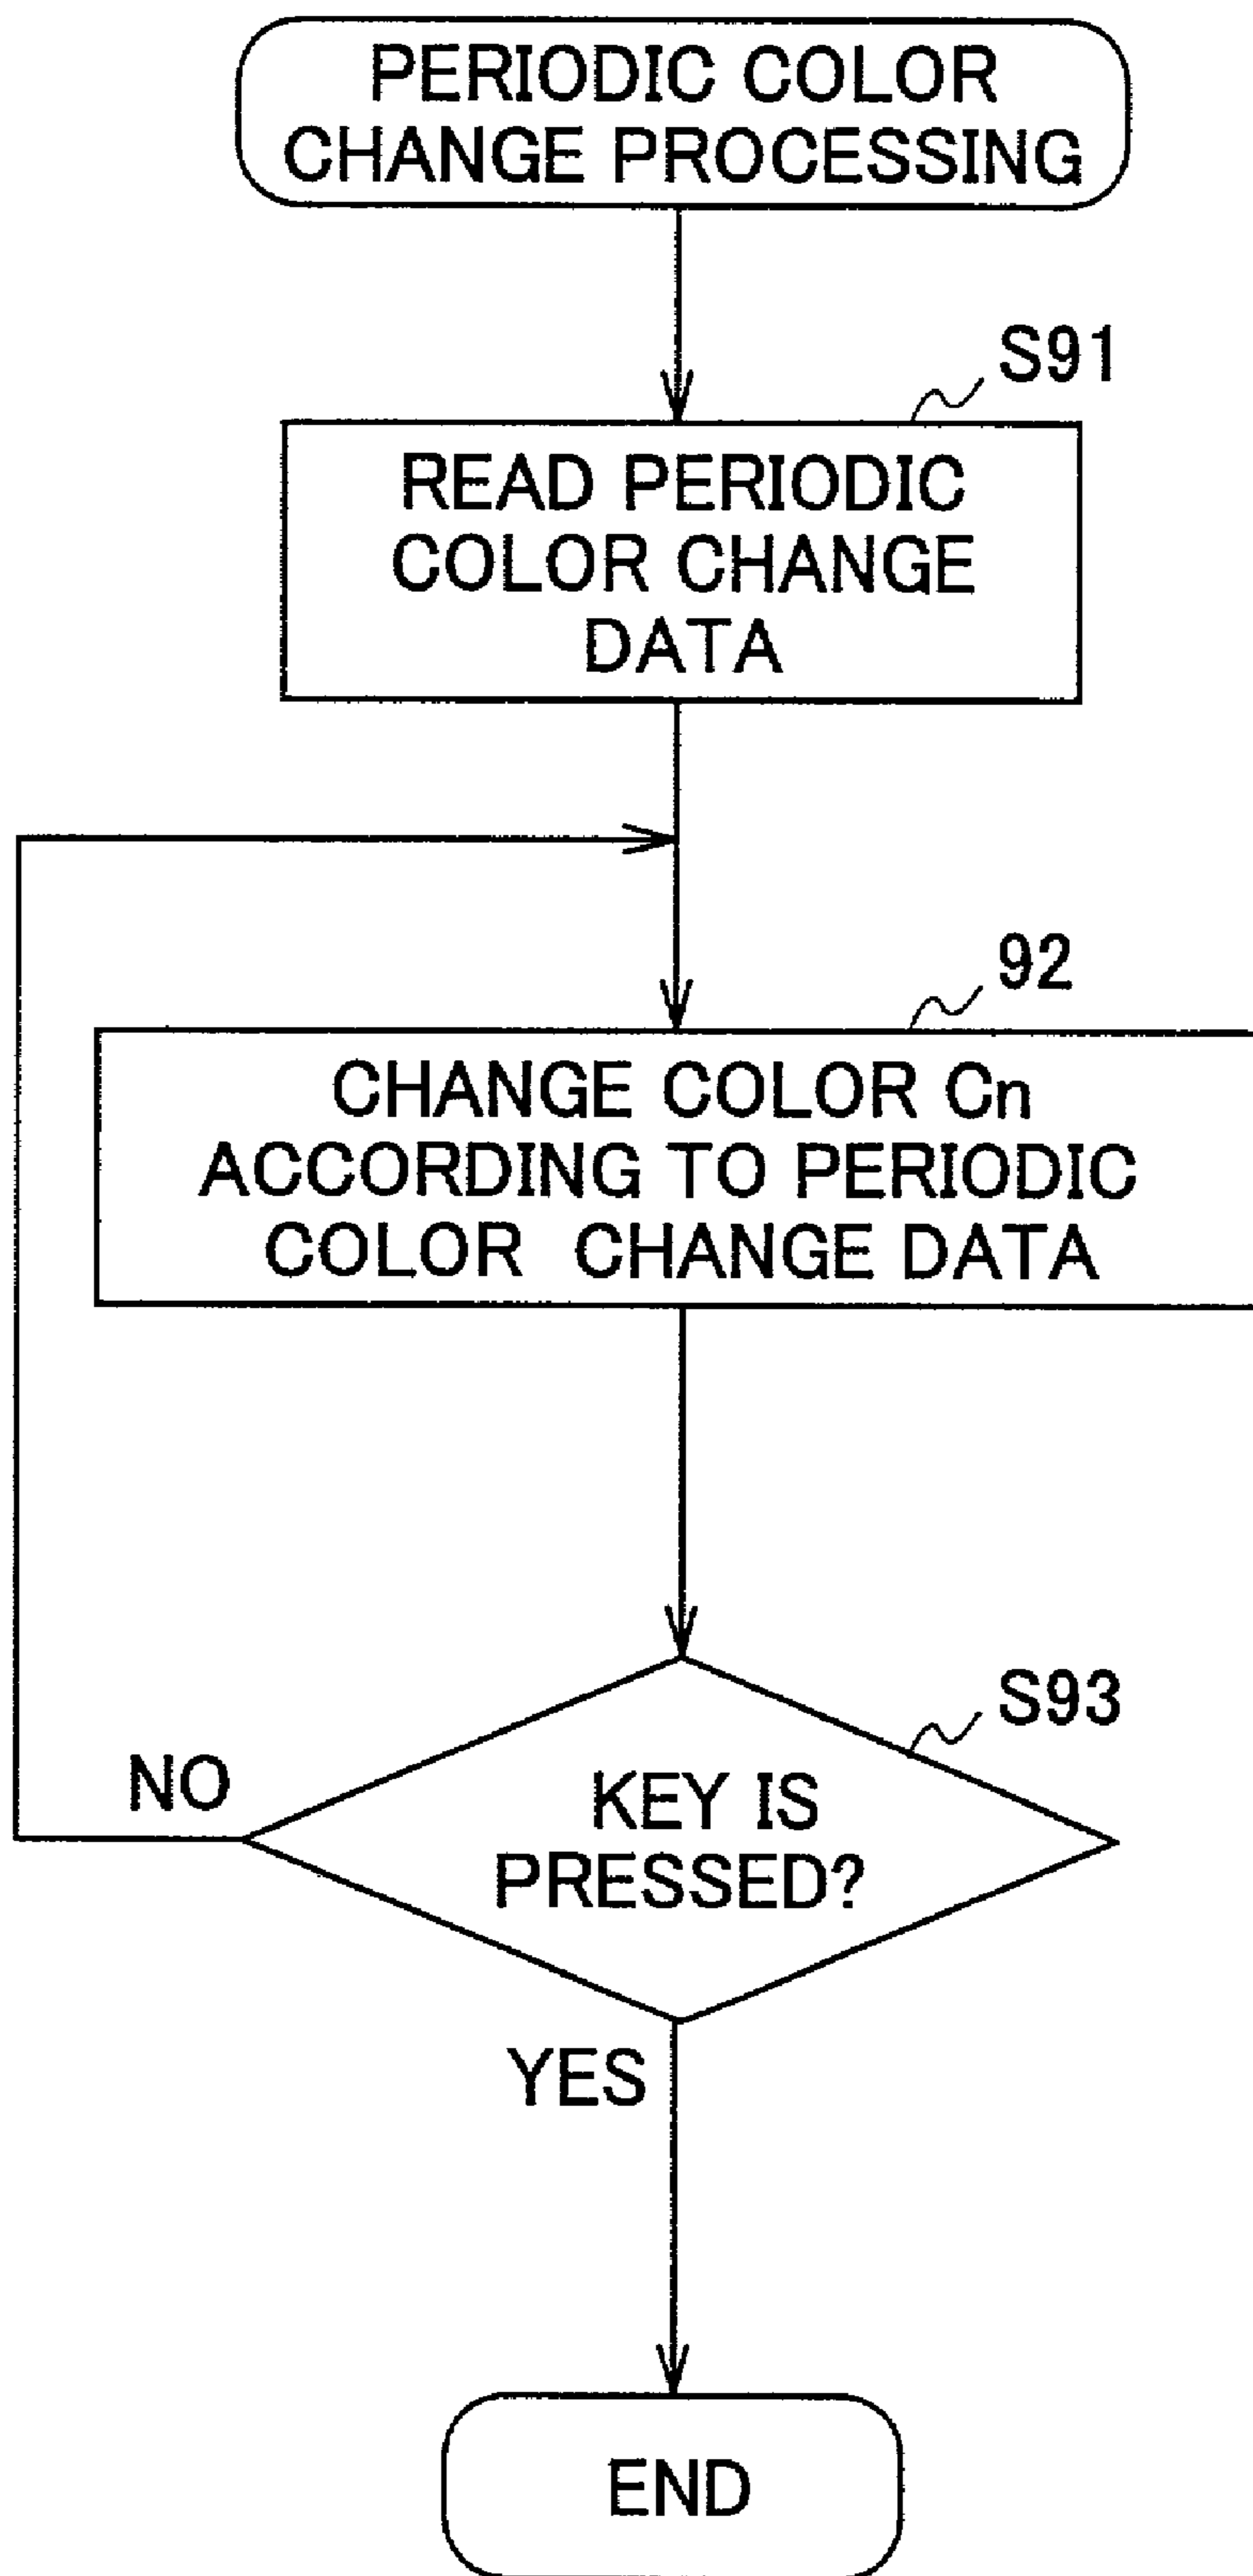 PERIODIC COLOR
CHANGE PROCESSING
S91
READ PERIODIC
COLOR CHANGE
DATA
92
CHANGE COLOR Cn
ACCORDING TO PERIODIC
COLOR CHANGE DATA
S93
NO
KEY IS
PRESSED?
YES
END